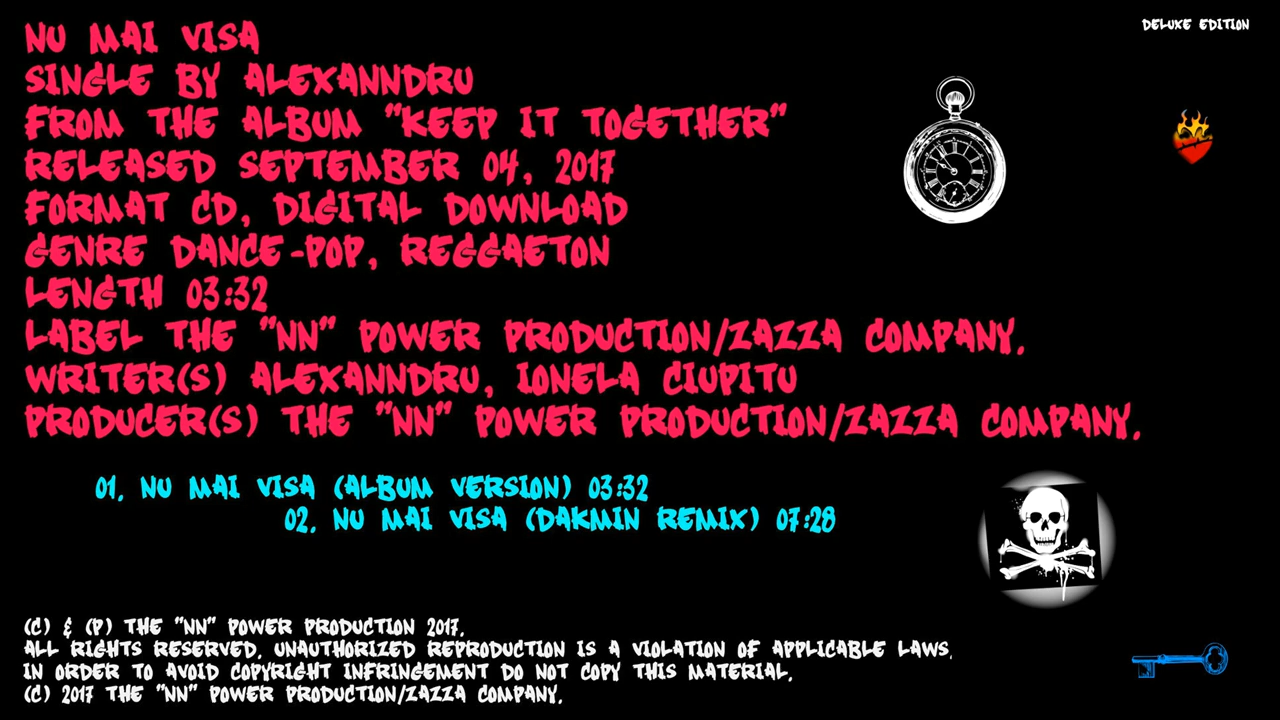 NU MAI VISA
DELUXE EDITION
SINGLE BY ALEXANNDRU
FROM THE ALBUM "KEEP IT TOGETHER"
RELEASED SEPTEMBER 04, 2017
FORMAT CD, DIGITAL DOWNLOAD
GENRE DANCE-POP, REGGAETON
LENGTH 03:32
LABEL THE "NN" POWER PRODUCTION/ZAZZA COMPANY.
WRITER(S) ALEXANNDRU, IONELA CIUPITU
PRODUCER(S) THE "NN" POWER PRODUCTION/ZAZZA COMPANY.
01. NU MAI VISA (ALBUM VERSION) 03:32
02. NU MAI VISA (DAKMIN REMIX) 07:28
(C) & (P) THE "NN" POWER PRODUCTION 2017.
ALL RIGHTS RESERVED. UNAUTHORIZED REPRODUCTION IS A VIOLATION OF APPLICABLE LAWS.
IN ORDER TO AVOID COPYRIGHT INFRINGEMENT DO NOT COPY THIS MATERIAL.
(C) 2017 THE "NN" POWER PRODUCTION/ZAZZA COMPANY.